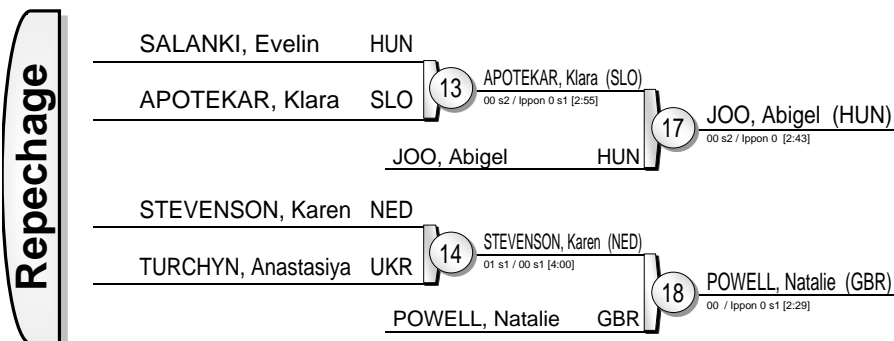 Repechage
SALANKI, Evelin HUN
13
APOTEKAR, Klara (SLO)
00 s2 / Ippon 0 s1 [2:55]
APOTEKAR, Klara SLO
17
JOO, Abigel (HUN)
00 s2 / Ippon 0 [2:43]
JOO, Abigel HUN
STEVENSON, Karen NED
14
STEVENSON, Karen (NED)
01 s1 / 00 s1 [4:00]
TURCHYN, Anastasiya UKR
18
POWELL, Natalie (GBR)
00 / Ippon 0 s1 [2:29]
POWELL, Natalie GBR